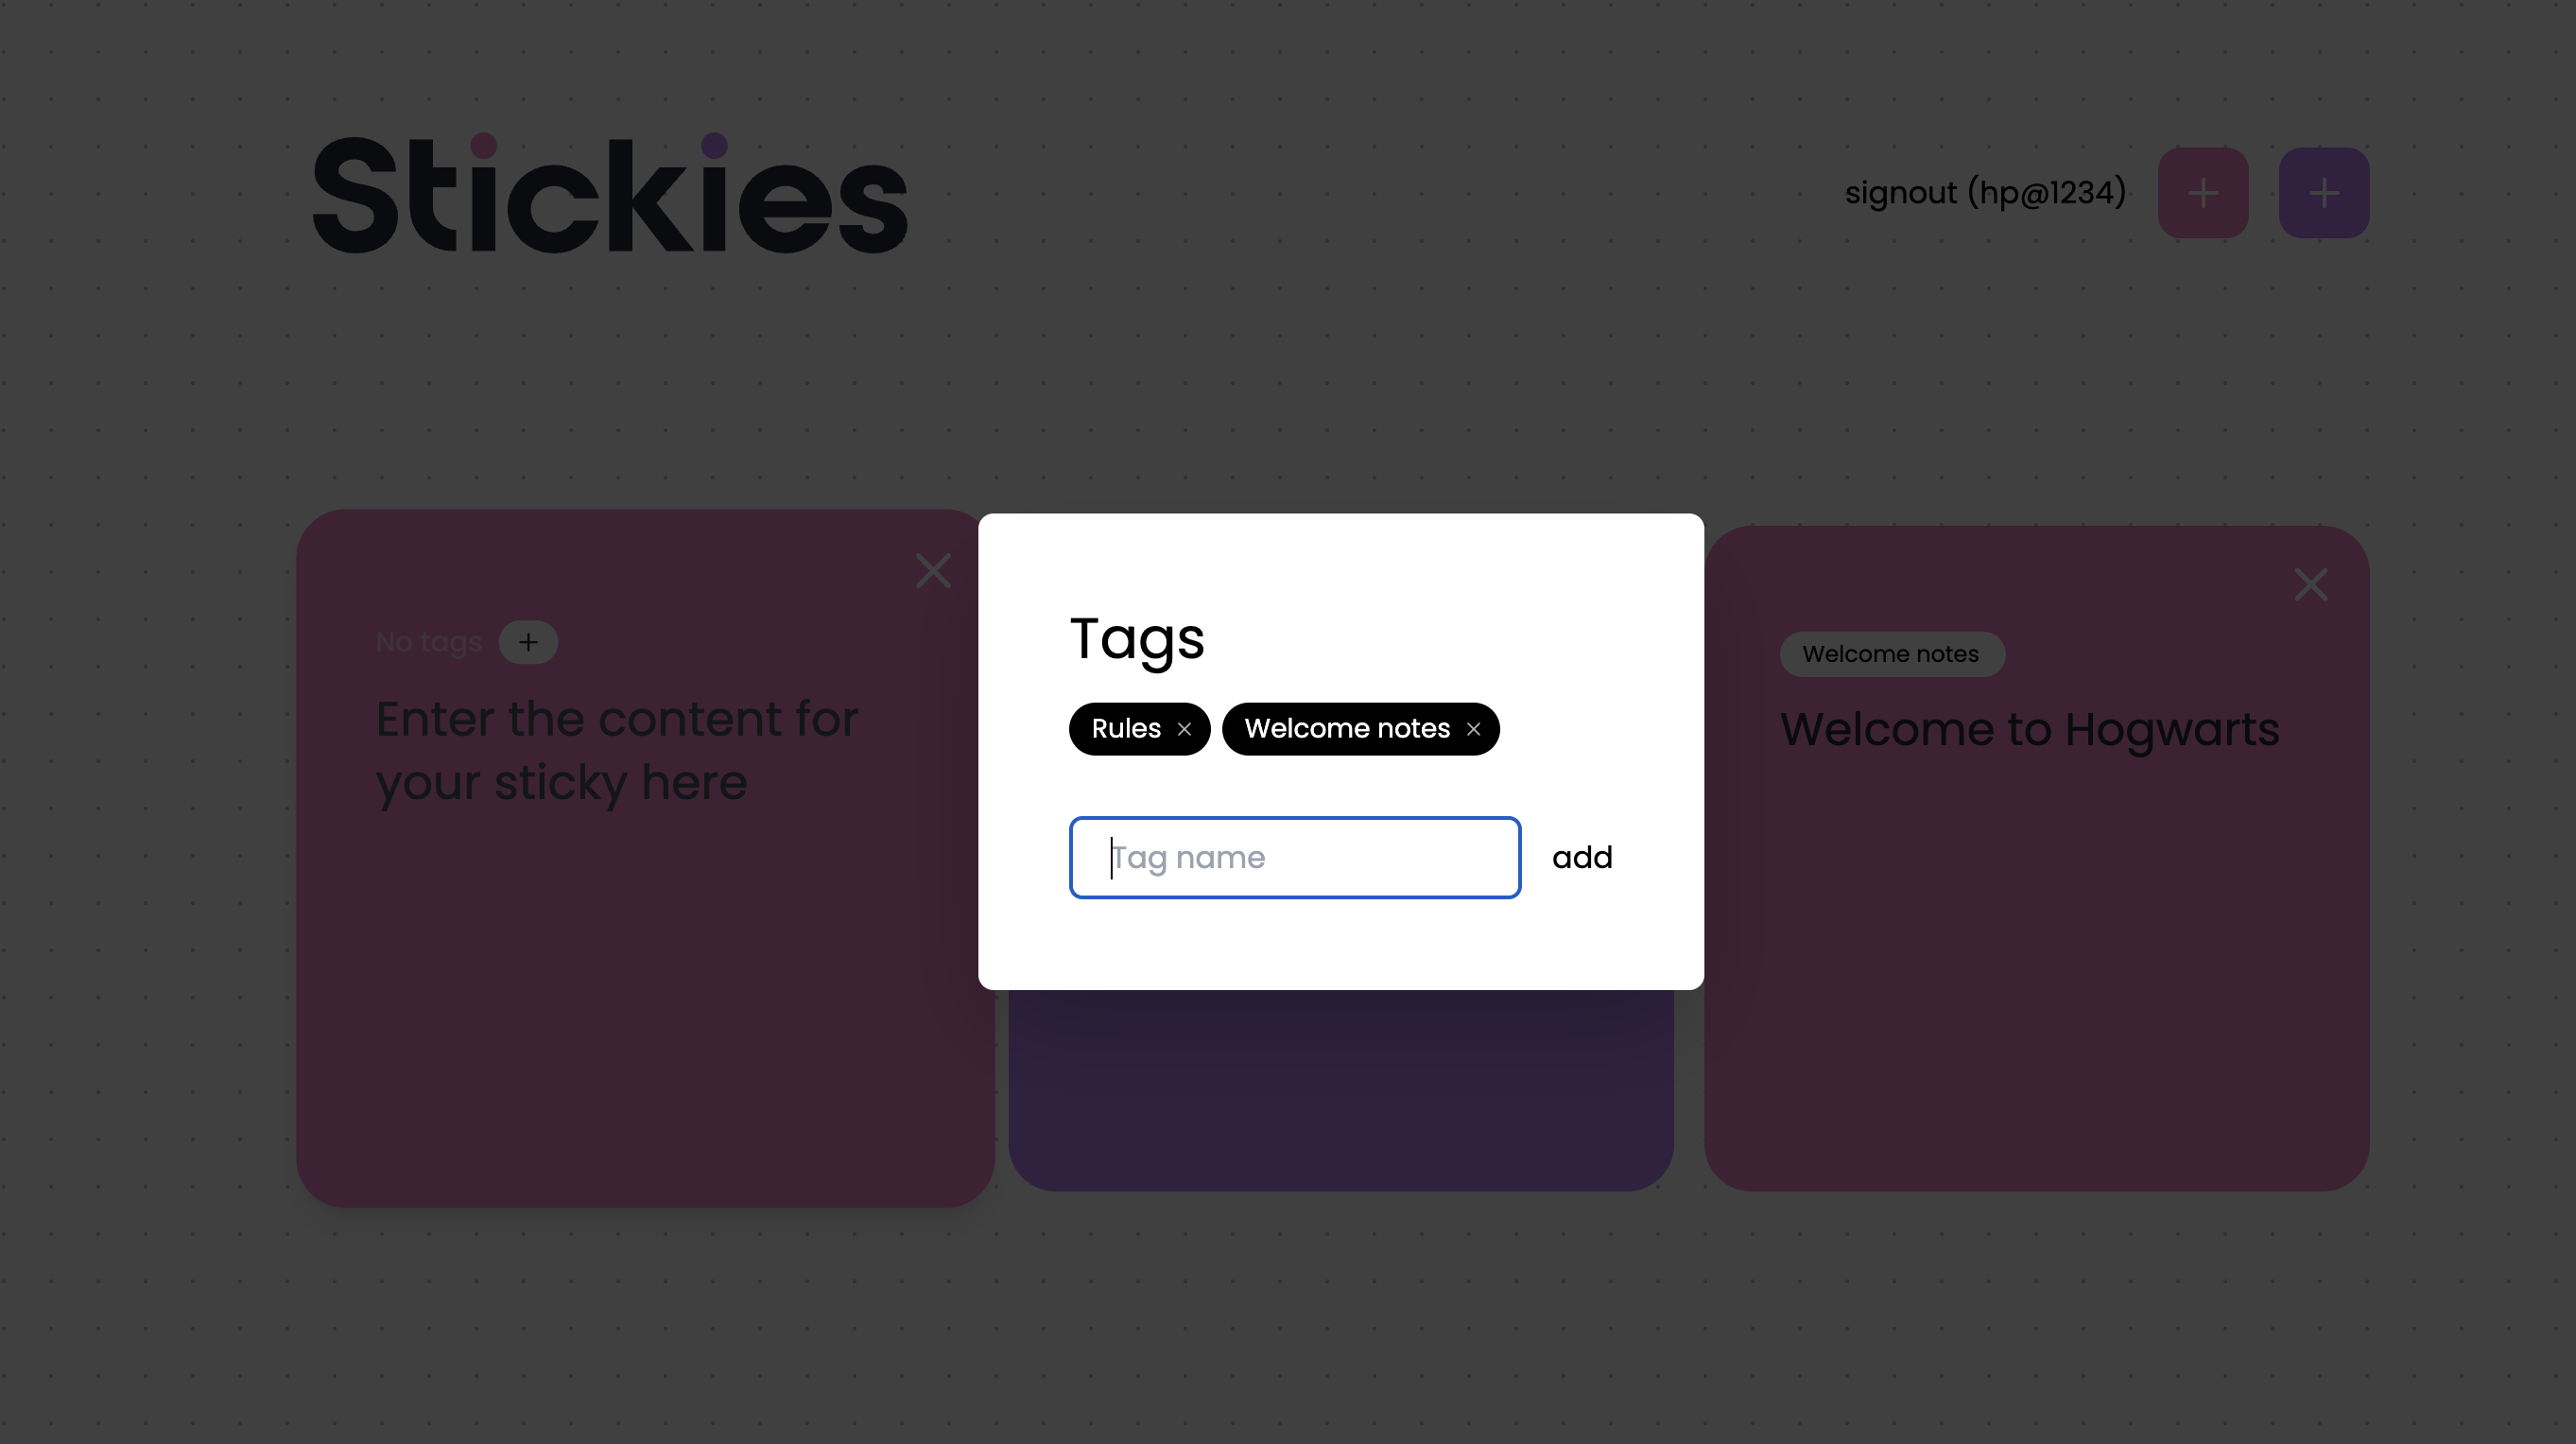 Stickies
signout (hp@1234)
No tags
Enter the content for
your sticky here
Tags
Rules
Welcome notes
Tag name
add
Welcome notes
Welcome to Hogwarts